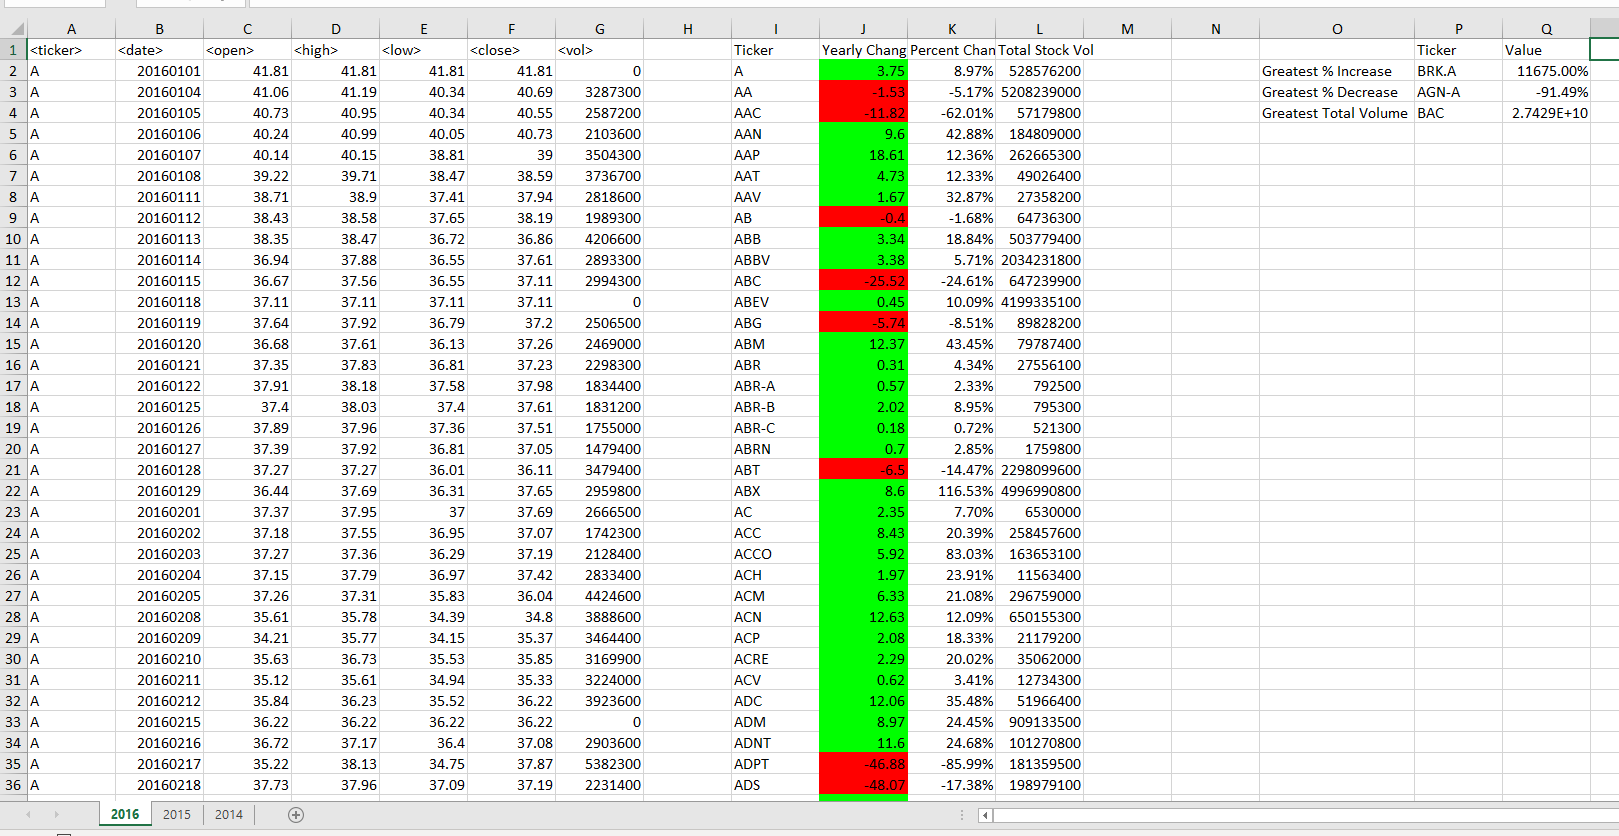 A B C D E F G H I J K L M N O P Q
1 <ticker> <date> <open> <high> <low> <close> <vol> Ticker Yearly Chang Percent Chan Total Stock Vol Ticker Value
2 A 20160101 41.81 41.81 41.81 41.81 0 A 3.75 8.97% 528576200 Greatest % Increase BRK.A 11675.00%
3 A 20160104 41.06 41.19 40.34 40.69 3287300 AA -1.53 -5.17% 5208239000 Greatest % Decrease AGN-A -91.49%
4 A 20160105 40.73 40.95 40.34 40.55 2587200 AAC -11.82 -62.01% 57179800 Greatest Total Volume BAC 2.7429E+10
5 A 20160106 40.24 40.99 40.05 40.73 2103600 AAN 9.6 42.88% 184809000
6 A 20160107 40.14 40.15 38.81 39 3504300 AAP 18.61 12.36% 262665300
7 A 20160108 39.22 39.71 38.47 38.59 3736700 AAT 4.73 12.33% 49026400
8 A 20160111 38.71 38.9 37.41 37.94 2818600 AAV 1.67 32.87% 27358200
9 A 20160112 38.43 38.58 37.65 38.19 1989300 AB -0.4 -1.68% 64736300
10 A 20160113 38.35 38.47 36.72 36.86 4206600 ABB 3.34 18.84% 503779400
11 A 20160114 36.94 37.88 36.55 37.61 2893300 ABBV 3.38 5.71% 2034231800
12 A 20160115 36.67 37.56 36.55 37.11 2994300 ABC -25.52 -24.61% 647239900
13 A 20160118 37.11 37.11 37.11 37.11 0 ABEV 0.45 10.09% 4199335100
14 A 20160119 37.64 37.92 36.79 37.2 2506500 ABG -5.74 -8.51% 89828200
15 A 20160120 36.68 37.61 36.13 37.26 2469000 ABM 12.37 43.45% 79787400
16 A 20160121 37.35 37.83 36.81 37.23 2298300 ABR 0.31 4.34% 27556100
17 A 20160122 37.91 38.18 37.58 37.98 1834400 ABR-A 0.57 2.33% 792500
18 A 20160125 37.4 38.03 37.4 37.61 1831200 ABR-B 2.02 8.95% 795300
19 A 20160126 37.89 37.96 37.36 37.51 1755000 ABR-C 0.18 0.72% 521300
20 A 20160127 37.39 37.92 36.81 37.05 1479400 ABRN 0.7 2.85% 1759800
21 A 20160128 37.27 37.27 36.01 36.11 3479400 ABT -6.5 -14.47% 2298099600
22 A 20160129 36.44 37.69 36.31 37.65 2959800 ABX 8.6 116.53% 4996990800
23 A 20160201 37.37 37.95 37 37.69 2666500 AC 2.35 7.70% 6530000
24 A 20160202 37.18 37.55 36.95 37.07 1742300 ACC 8.43 20.39% 258457600
25 A 20160203 37.27 37.36 36.29 37.19 2128400 ACCO 5.92 83.03% 163653100
26 A 20160204 37.15 37.79 36.97 37.42 2833400 ACH 1.97 23.91% 11563400
27 A 20160205 37.26 37.31 35.83 36.04 4424600 ACM 6.33 21.08% 296759000
28 A 20160208 35.61 35.78 34.39 34.8 3888600 ACN 12.63 12.09% 650155300
29 A 20160209 34.21 35.77 34.15 35.37 3464400 ACP 2.08 18.33% 21179200
30 A 20160210 35.63 36.73 35.53 35.85 3169900 ACRE 2.29 20.02% 35062000
31 A 20160211 35.12 35.61 34.94 35.33 3224000 ACV 0.62 3.41% 12734300
32 A 20160212 35.84 36.23 35.52 36.22 3923600 ADC 12.06 35.48% 51966400
33 A 20160215 36.22 36.22 36.22 36.22 0 ADM 8.97 24.45% 909133500
34 A 20160216 36.72 37.17 36.4 37.08 2903600 ADNT 11.6 24.68% 101270800
35 A 20160217 35.22 38.13 34.75 37.87 5382300 ADPT -46.88 -85.99% 181359500
36 A 20160218 37.73 37.96 37.09 37.19 2231400 ADS -48.07 -17.38% 198979100
2016 2015 2014